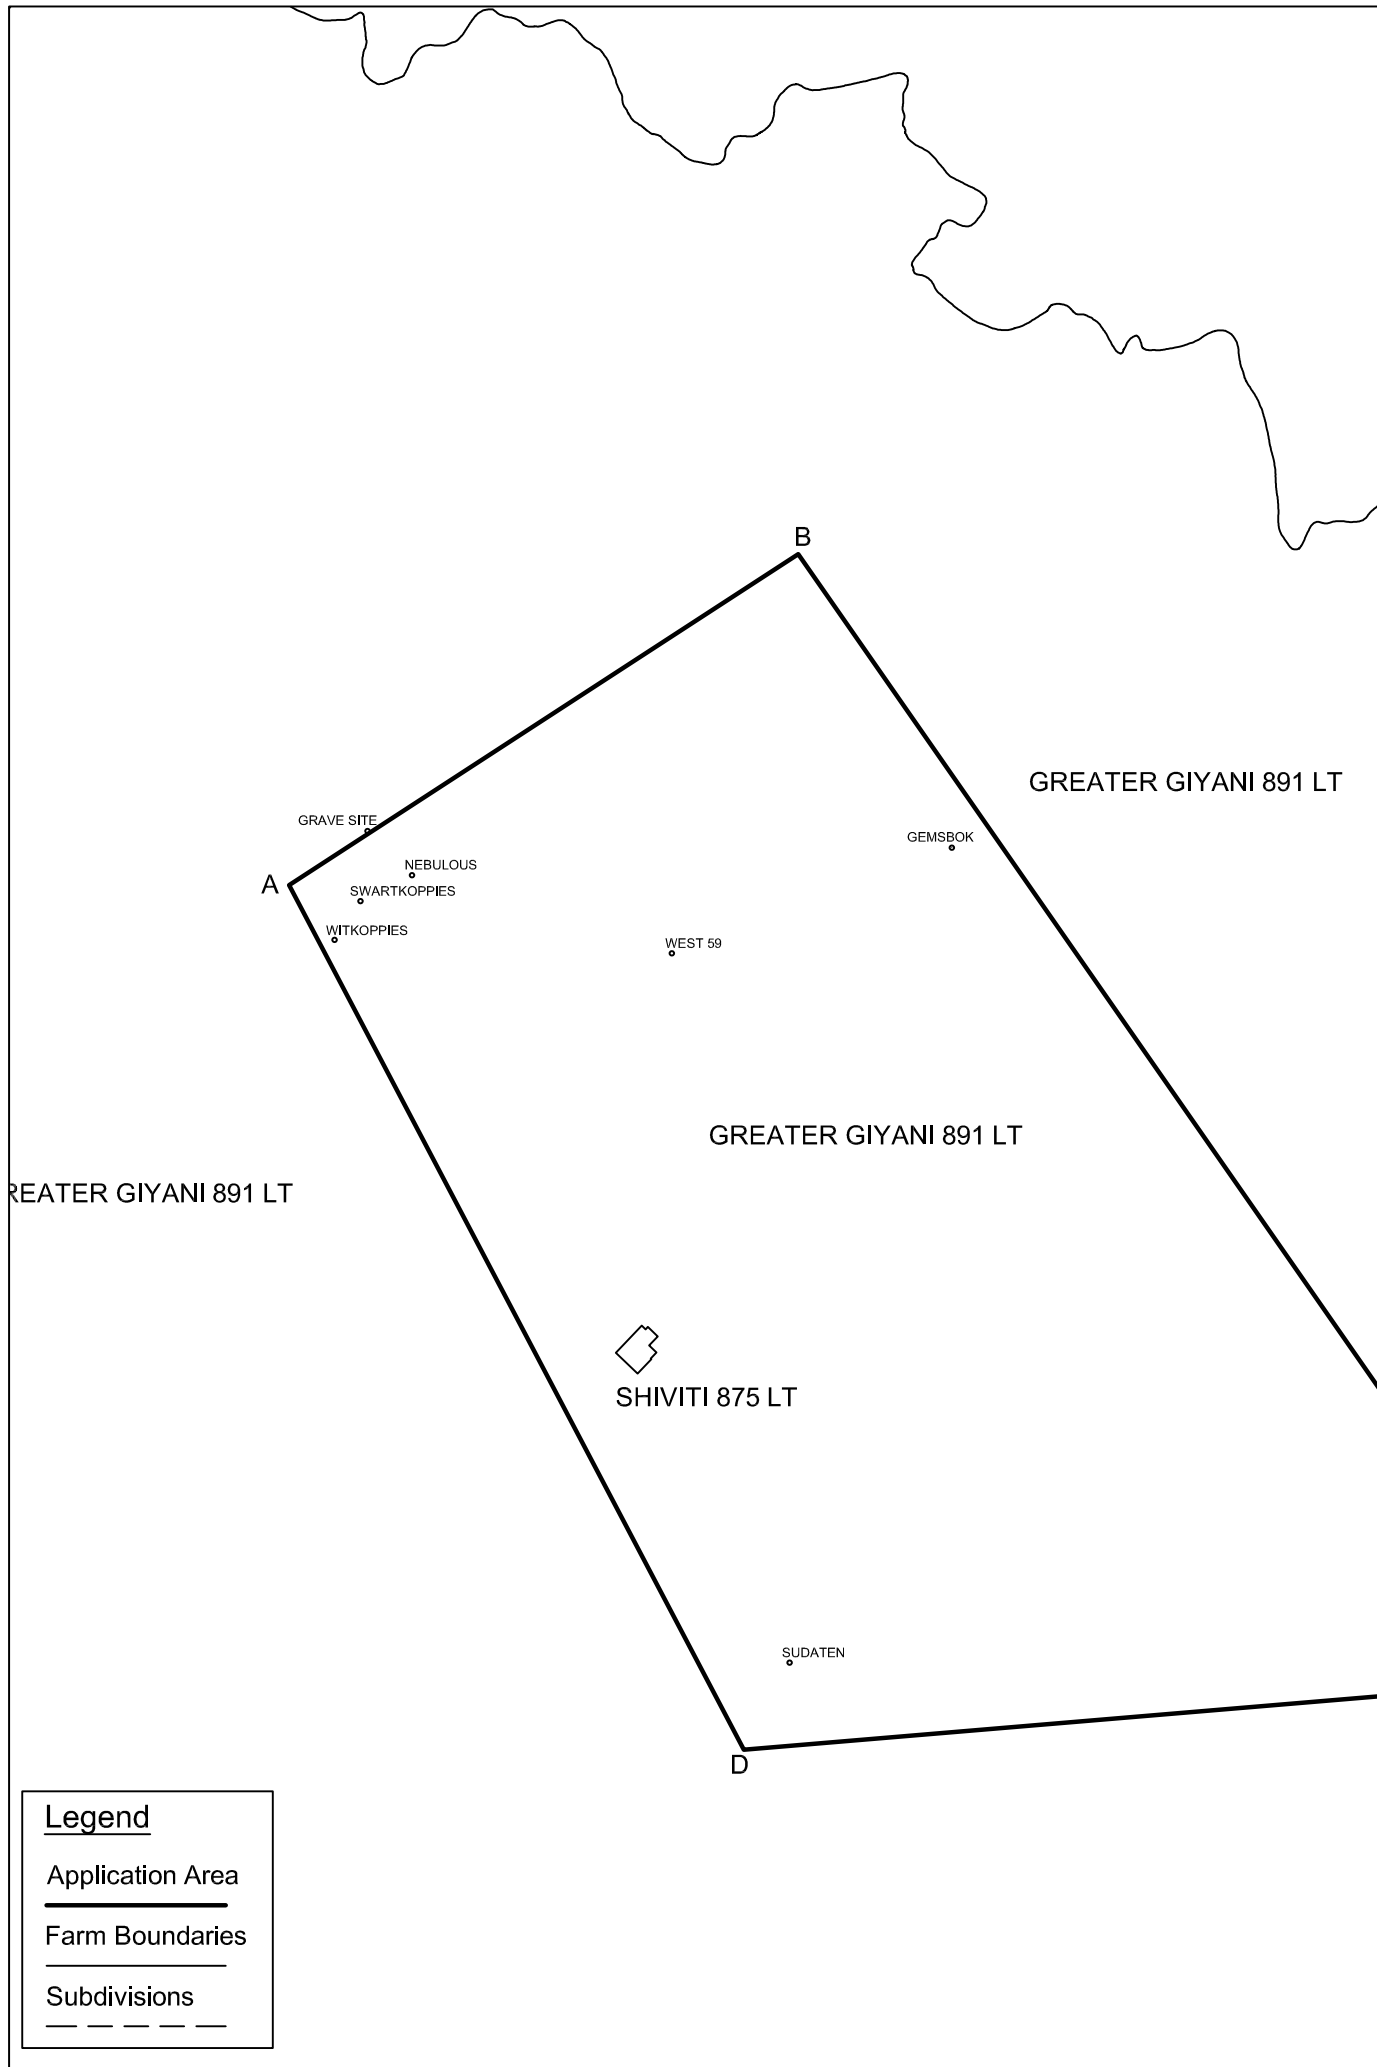 B
GREATER GIYANI 891 LT
GRAVE SITE
GEMSBOK
NEBULOUS
A
SWARTKOPPIES
WITKOPPIES
WEST 59
GREATER GIYANI 891 LT
REATER GIYANI 891 LT
SHIVITI 875 LT
SUDATEN
D
Legend
Application Area
Farm Boundaries
Subdivisions